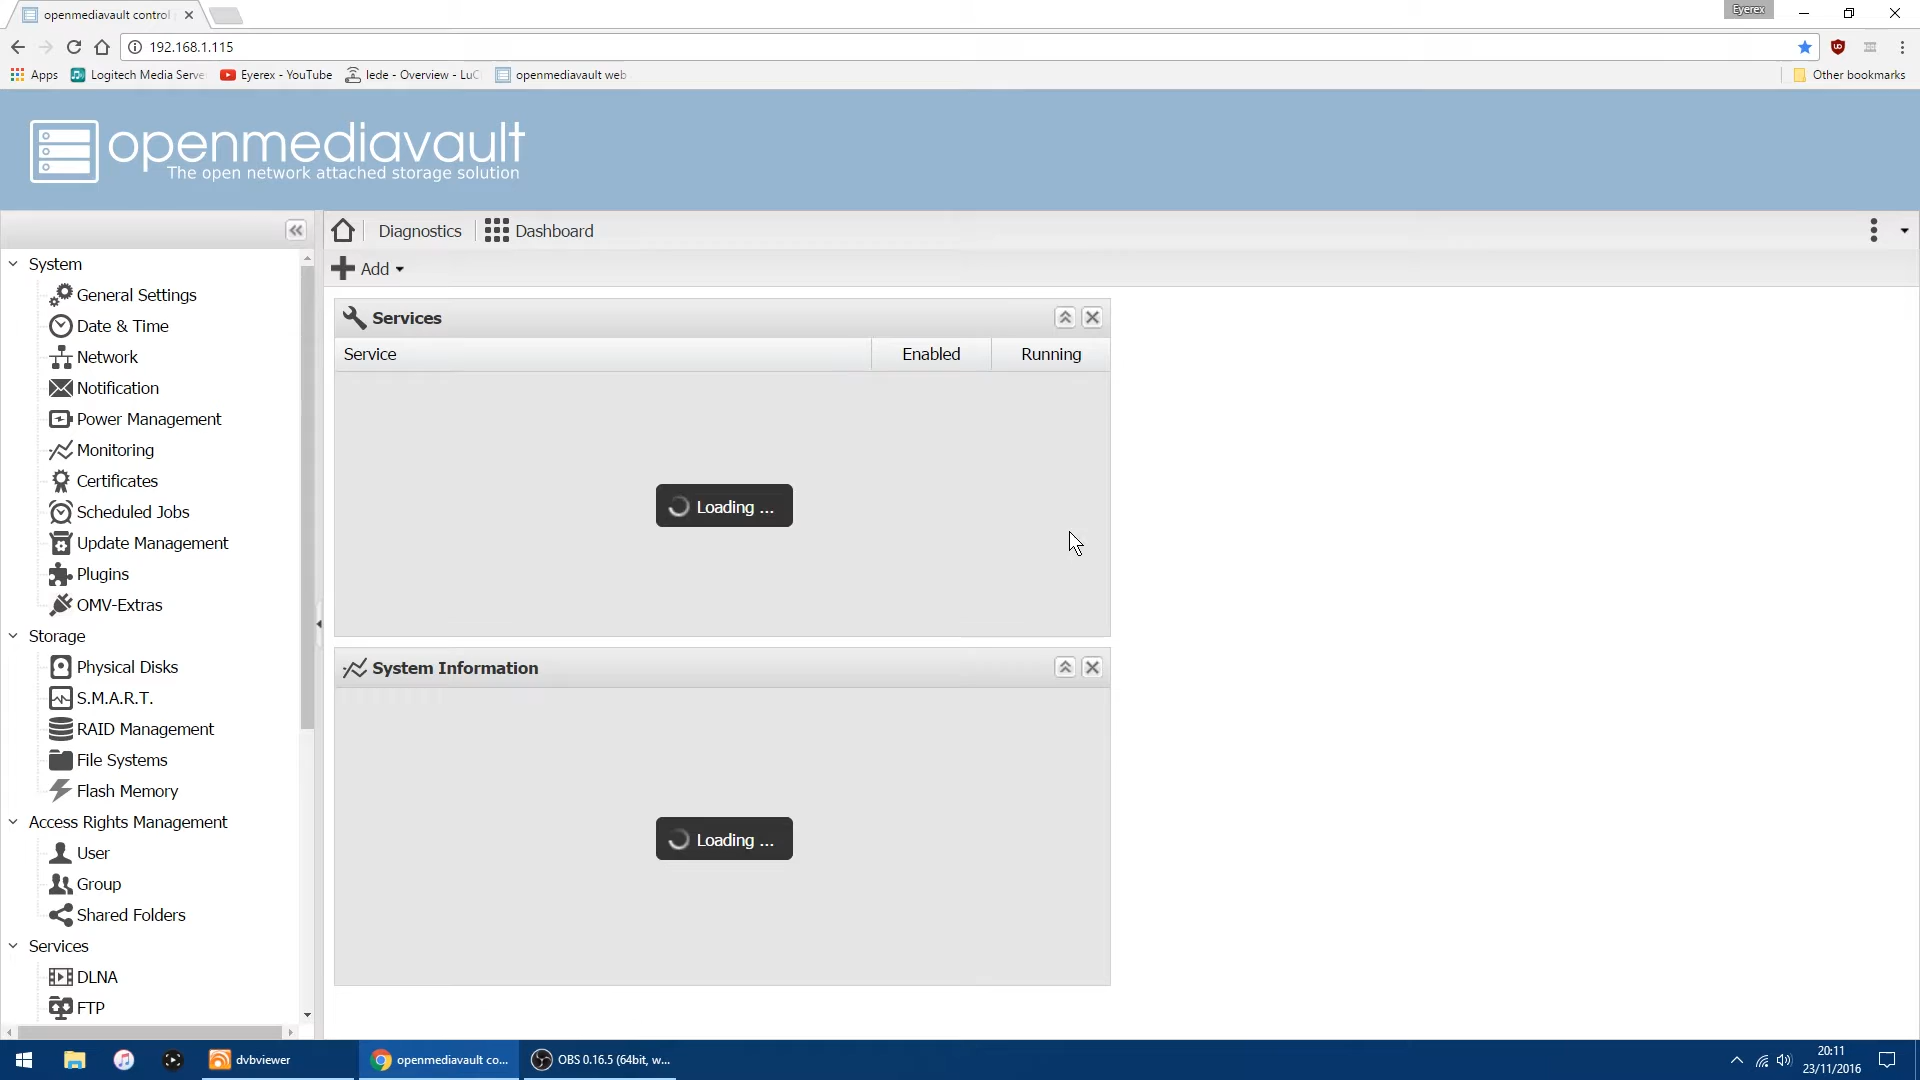 openmediavault control
Eyerex
192.168.1.115
Apps
Logitech Media Serve
Eyerex - YouTube
lede - Overview - LuC
openmediavault web
Other bookmarks
openmediavault
The open network attached storage solution
Diagnostics
Dashboard
Add
System
General Settings
Date & Time
Network
Notification
Power Management
Monitoring
Certificates
Scheduled Jobs
Update Management
Plugins
OMV-Extras
Storage
Physical Disks
S.M.A.R.T.
RAID Management
File Systems
Flash Memory
Access Rights Management
User
Group
Shared Folders
Services
DLNA
FTP
Services
Service Enabled Running
Loading ...
System Information
Loading ...
dvbviewer
openmediavault co...
OBS 0.16.5 (64bit, w...
20:11
23/11/2016